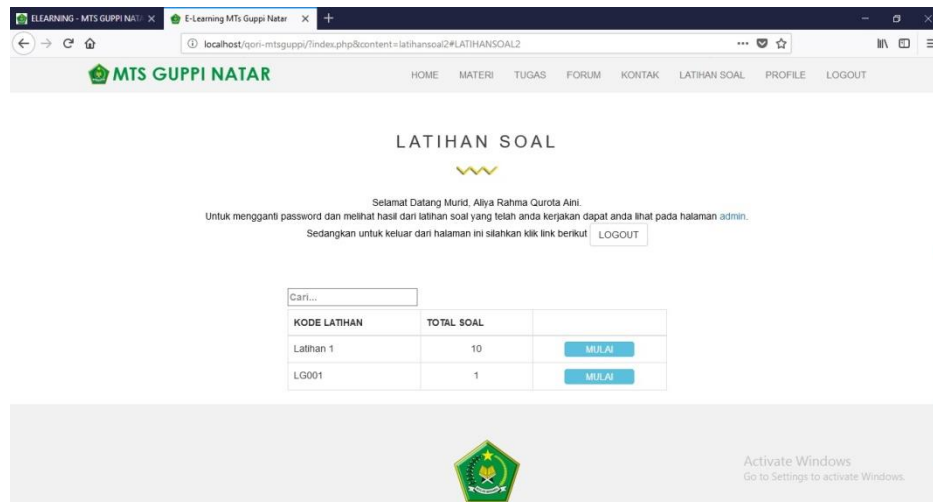 ELEARNING - MTS GUPPI NATA
E-Learning MTs Guppi Natar
localhost/qori-mtsguppi/?index.php&content=latihansoal2#LATIHANSOAL2
MTS GUPPI NATAR
HOME MATERI TUGAS FORUM KONTAK LATIHAN SOAL PROFILE LOGOUT
LATIHAN SOAL
Selamat Datang Murid, Aliya Rahma Qurota Aini.
Untuk mengganti password dan melihat hasil dari latihan soal yang telah anda kerjakan dapat anda lihat pada halaman admin.
Sedangkan untuk keluar dari halaman ini silahkan klik link berikut LOGOUT
Cari...
KODE LATIHAN TOTAL SOAL
Latihan 1 10 MULAI
LG001 1 MULAI
Activate Windows
Go to Settings to activate Windows.